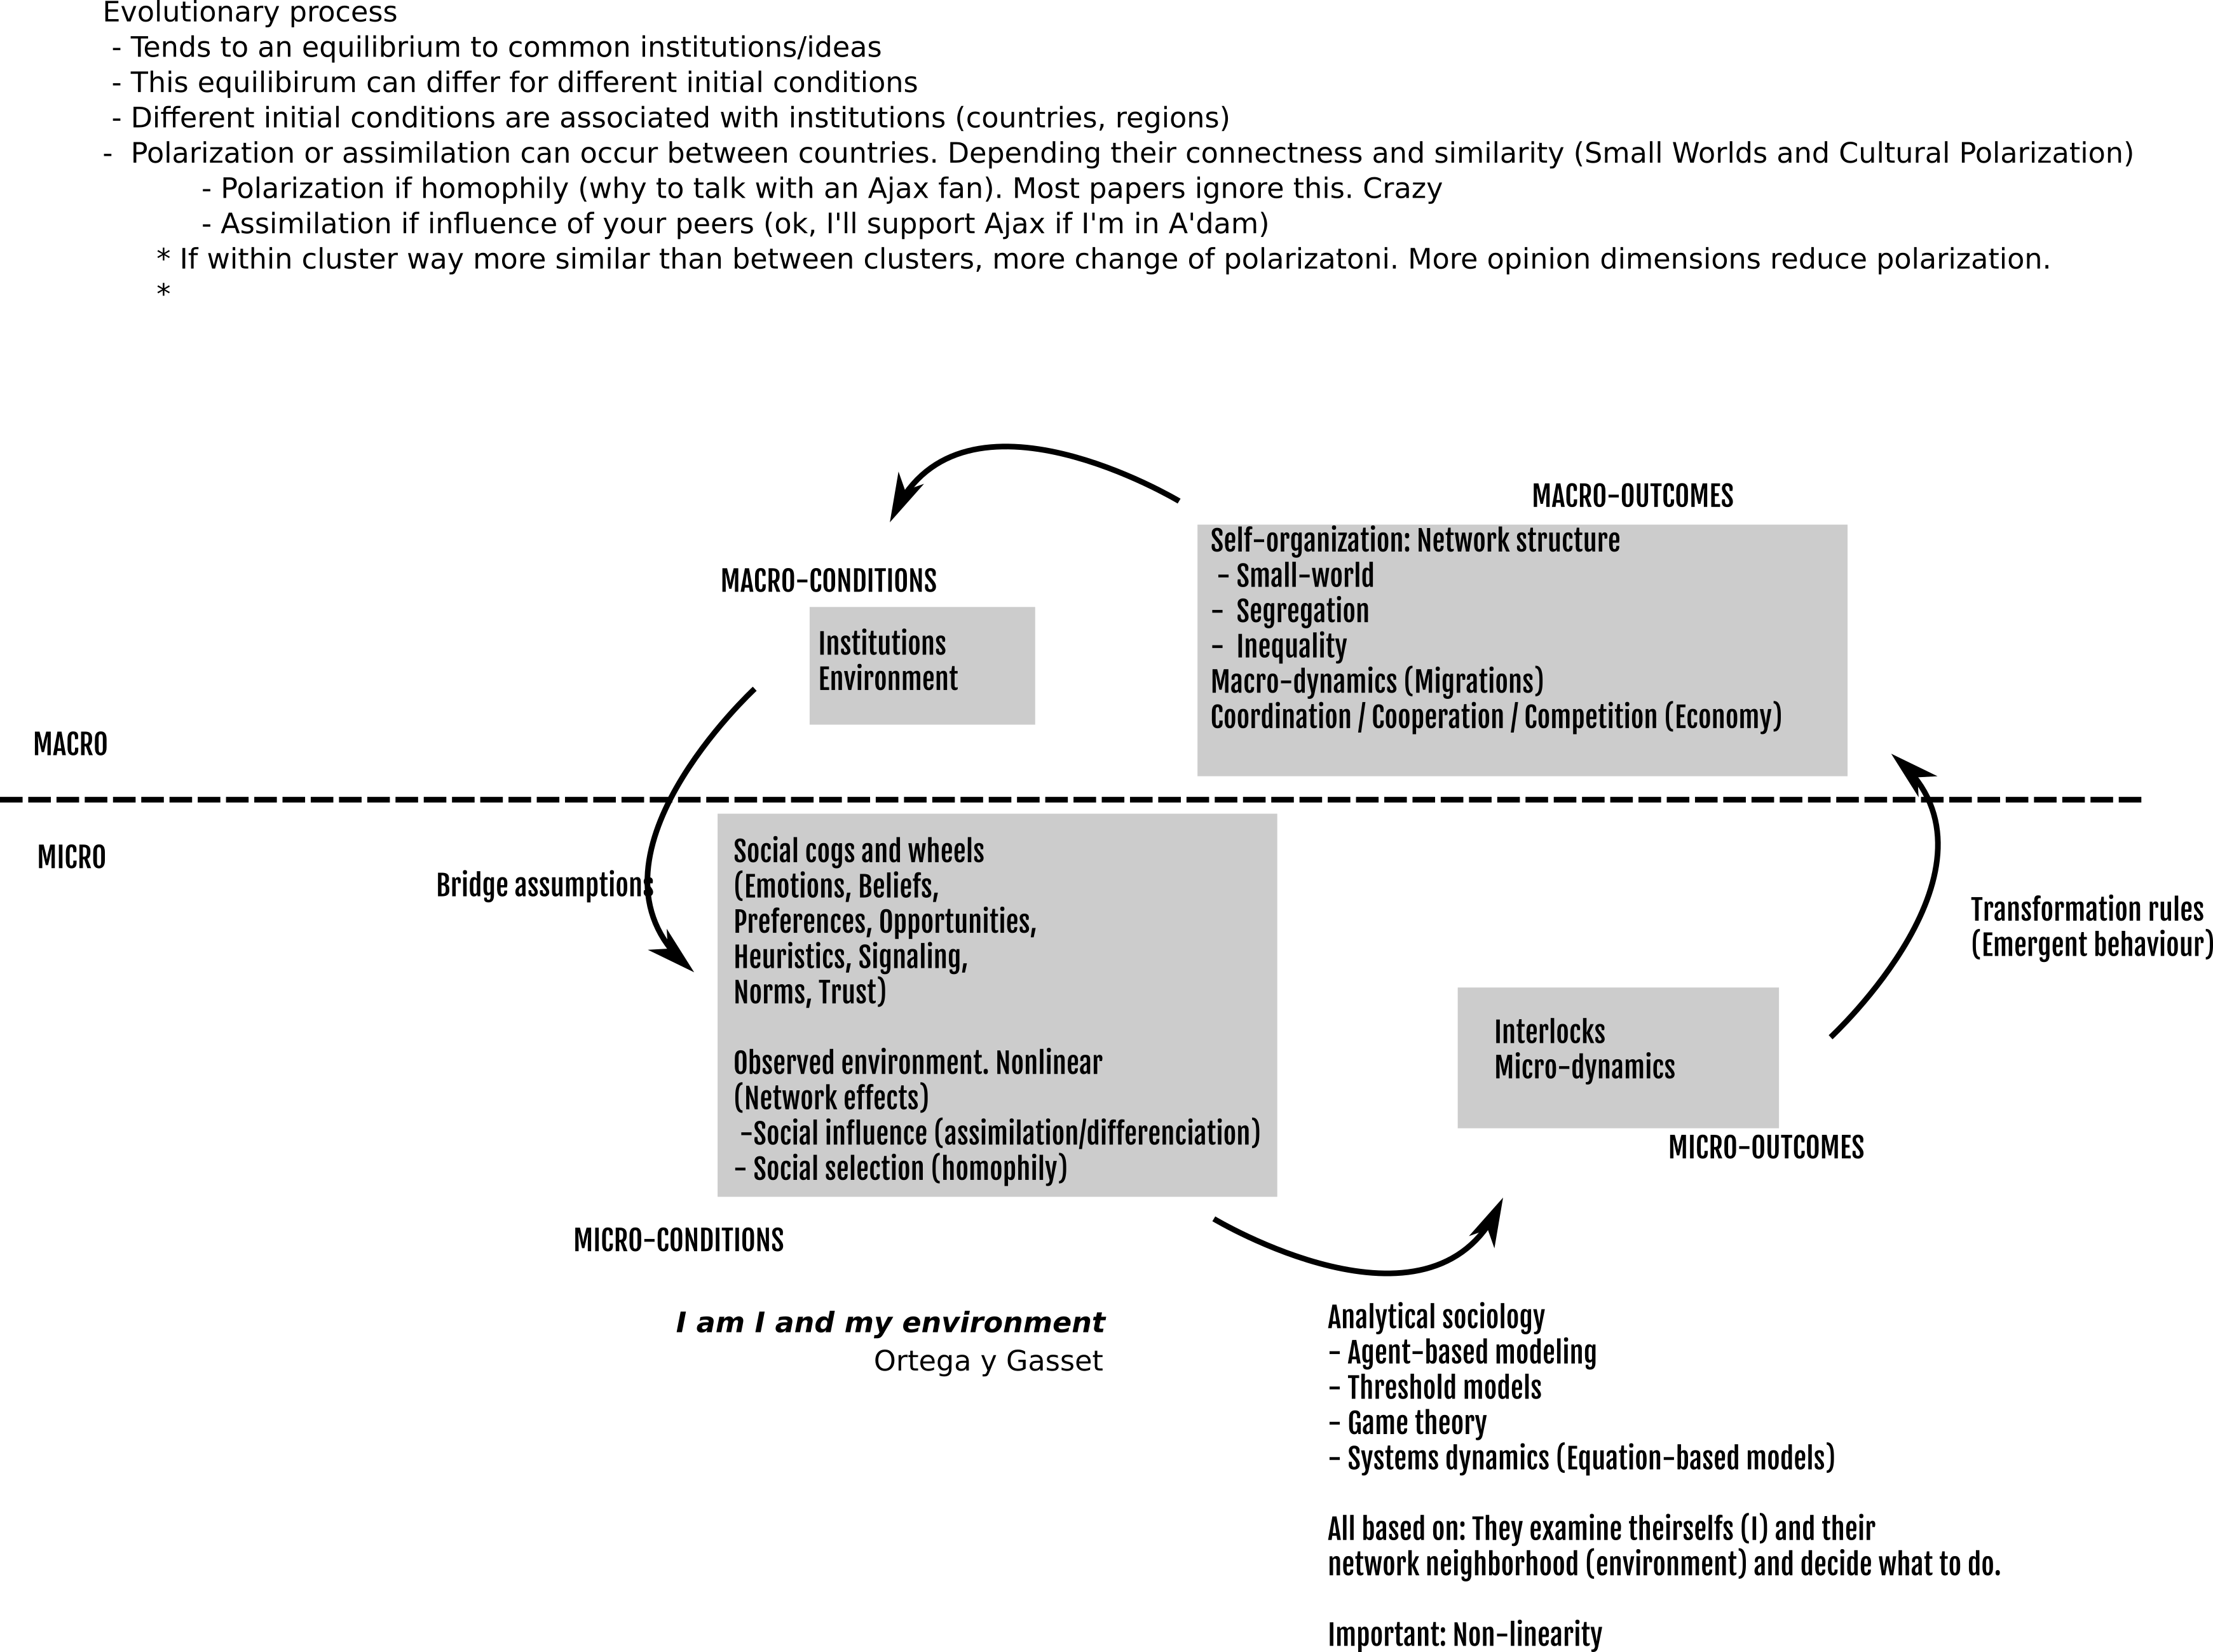 Evolutionary process
- Tends to an equilibrium to common institutions/ideas
- This equilibirum can differ for different initial conditions
- Different initial conditions are associated with institutions (countries, regions)
- Polarization or assimilation can occur between countries. Depending their connectness and similarity (Small Worlds and Cultural Polarization)
- Polarization if homophily (why to talk with an Ajax fan). Most papers ignore this. Crazy
- Assimilation if influence of your peers (ok, I'll support Ajax if I'm in A'dam)
* If within cluster way more similar than between clusters, more change of polarizatoni. More opinion dimensions reduce polarization.
*
MACRO-OUTCOMES
Self-organization: Network structure
- Small-world
- Segregation
- Inequality
Macro-dynamics (Migrations)
Coordination / Cooperation / Competition (Economy)
MACRO-CONDITIONS
Institutions
Environment
MACRO
MICRO
Bridge assumptions
Social cogs and wheels
(Emotions, Beliefs,
Preferences, Opportunities,
Heuristics, Signaling,
Norms, Trust)
Observed environment. Nonlinear
(Network effects)
-Social influence (assimilation/differenciation)
- Social selection (homophily)
MICRO-CONDITIONS
Transformation rules
(Emergent behaviour)
Interlocks
Micro-dynamics
MICRO-OUTCOMES
I am I and my environment
Ortega y Gasset
Analytical sociology
- Agent-based modeling
- Threshold models
- Game theory
- Systems dynamics (Equation-based models)
All based on: They examine theirselfs (I) and their
network neighborhood (environment) and decide what to do.
Important: Non-linearity